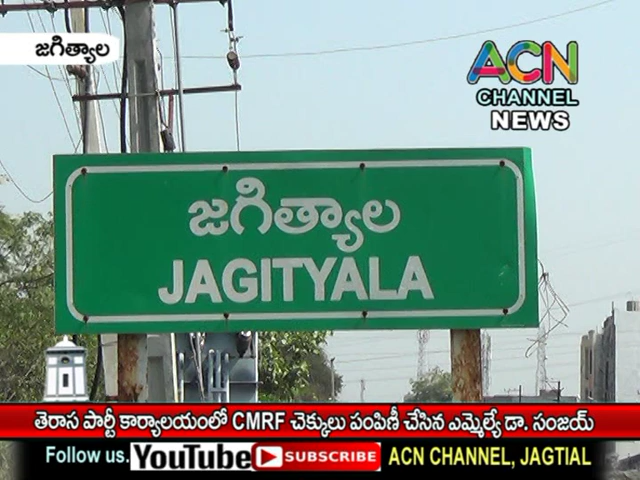 జగిత్యాల
ACN
CHANNEL
NEWS
జగిత్యాల
JAGITYALA
తెరాస పార్టీ కార్యాలయంలో CMRF చెక్కులు పంపిణీ చేసిన ఎమ్మెల్యే డా. సంజయ్
Follow us. YouTube SUBSCRIBE ACN CHANNEL, JAGTIAL